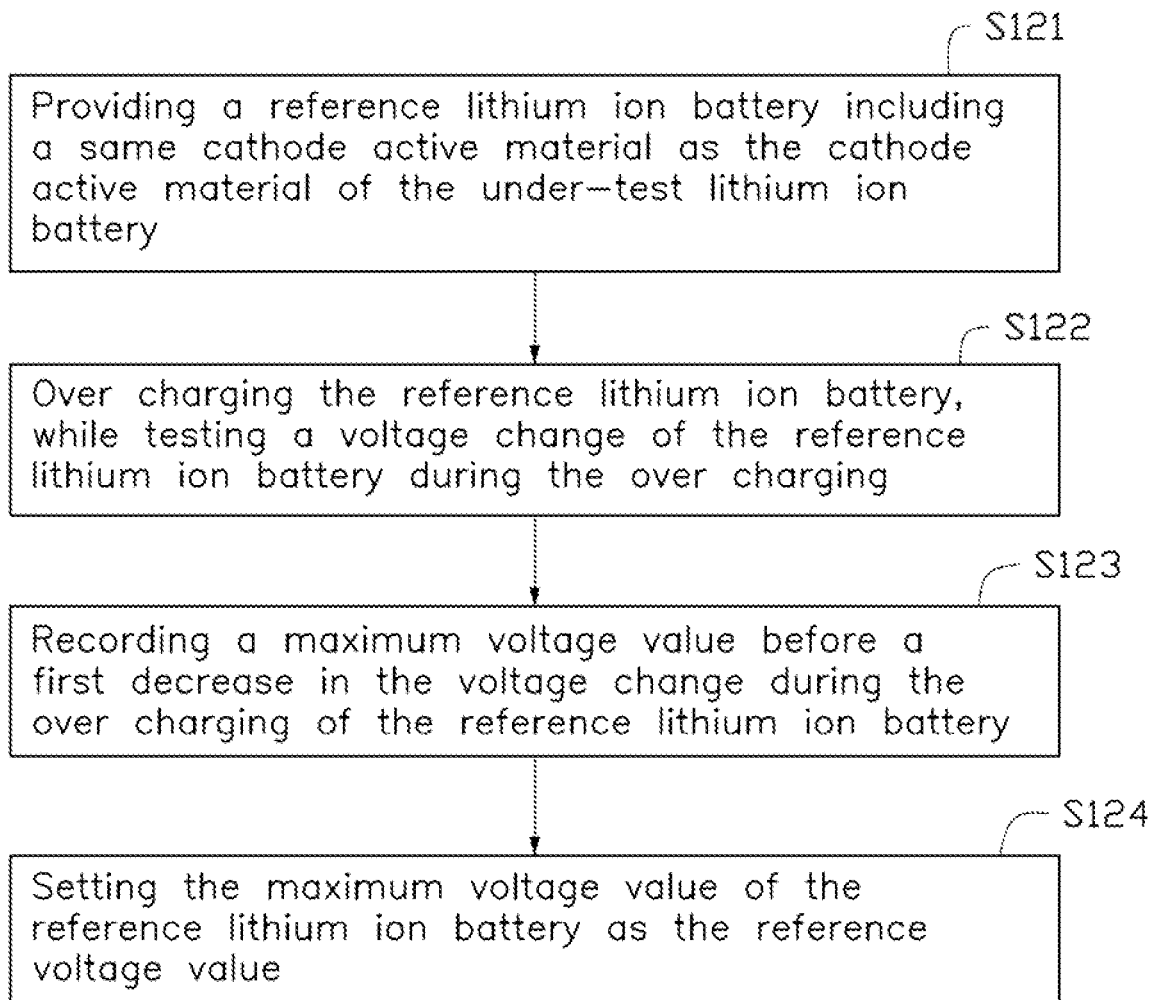 S121
Providing a reference lithium ion battery including
a same cathode active material as the cathode
active material of the under-test lithium ion
battery
S122
Over charging the reference lithium ion battery,
while testing a voltage change of the reference
lithium ion battery during the over charging
S123
Recording a maximum voltage value before a
first decrease in the voltage change during the
over charging of the reference lithium ion battery
S124
Setting the maximum voltage value of the
reference lithium ion battery as the reference
voltage value